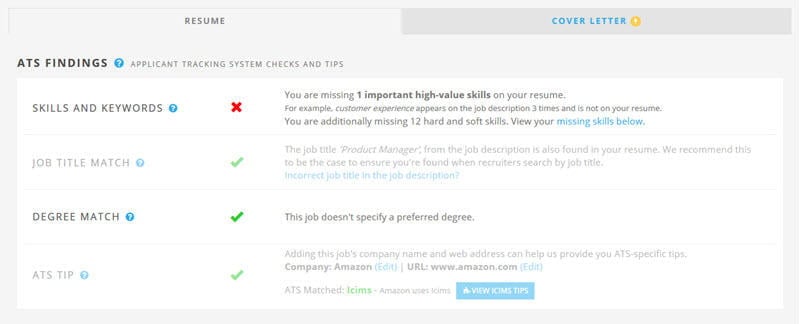 RESUME
COVER LETTER
ATS FINDINGS ? APPLICANT TRACKING SYSTEM CHECKS AND TIPS
SKILLS AND KEYWORDS ?
You are missing 1 important high-value skills on your resume.
For example, customer experience appears on the job description 3 times and is not on your resume.
You are additionally missing 12 hard and soft skills. View your missing skills below.
JOB TITLE MATCH ?
The job title 'Product Manager', from the job description is also found in your resume. We recommend this
to be the case to ensure you're found when recruiters search by job title.
Incorrect job title in the job description?
DEGREE MATCH ?
This job doesn't specify a preferred degree.
ATS TIP ?
Adding this job's company name and web address can help us provide you ATS-specific tips.
Company: Amazon (Edit) | URL: www.amazon.com (Edit)
ATS Matched: Icims - Amazon uses Icims VIEW ICIMS TIPS